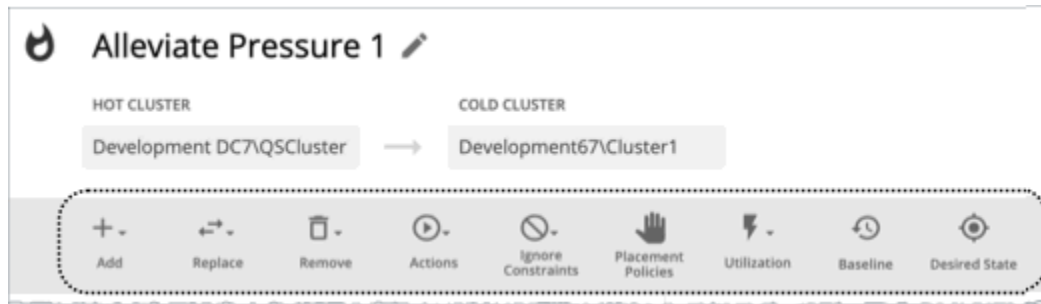 Alleviate Pressure 1
HOT CLUSTER
COLD CLUSTER
Development DC7\QSCluster
Development67\Cluster1
Add
Replace
Remove
Actions
Ignore
Constraints
Placement
Policies
Utilization
Baseline
Desired State